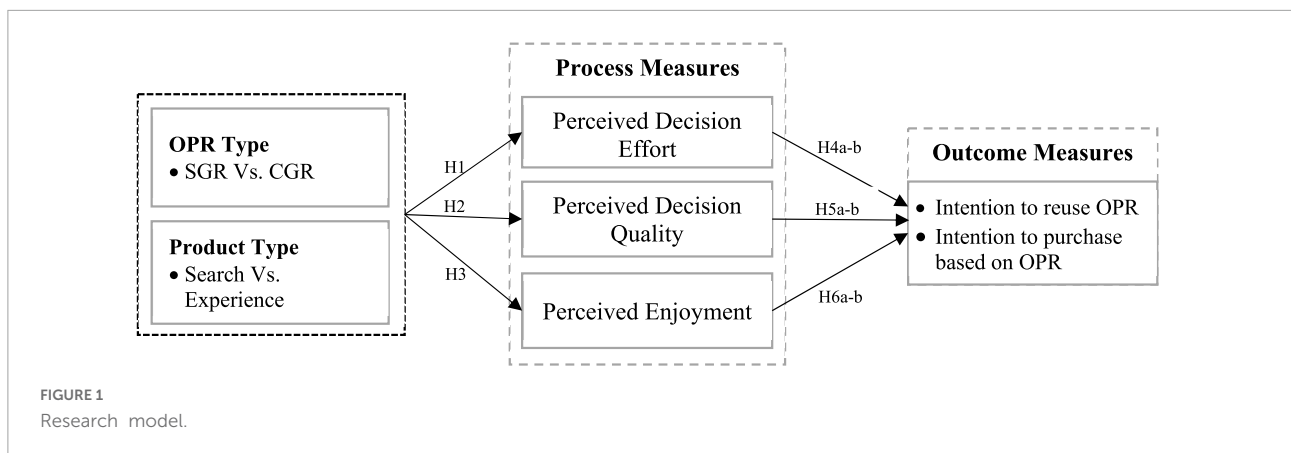 OPR Type
• SGR Vs. CGR
Product Type
• Search Vs.
Experience
H1
H2
H3
Process Measures
Perceived Decision
Effort
Perceived Decision
Quality
Perceived Enjoyment
H4a-b
H5a-b
H6a-b
Outcome Measures
• Intention to reuse OPR
• Intention to purchase
based on OPR
FIGURE 1
Research model.